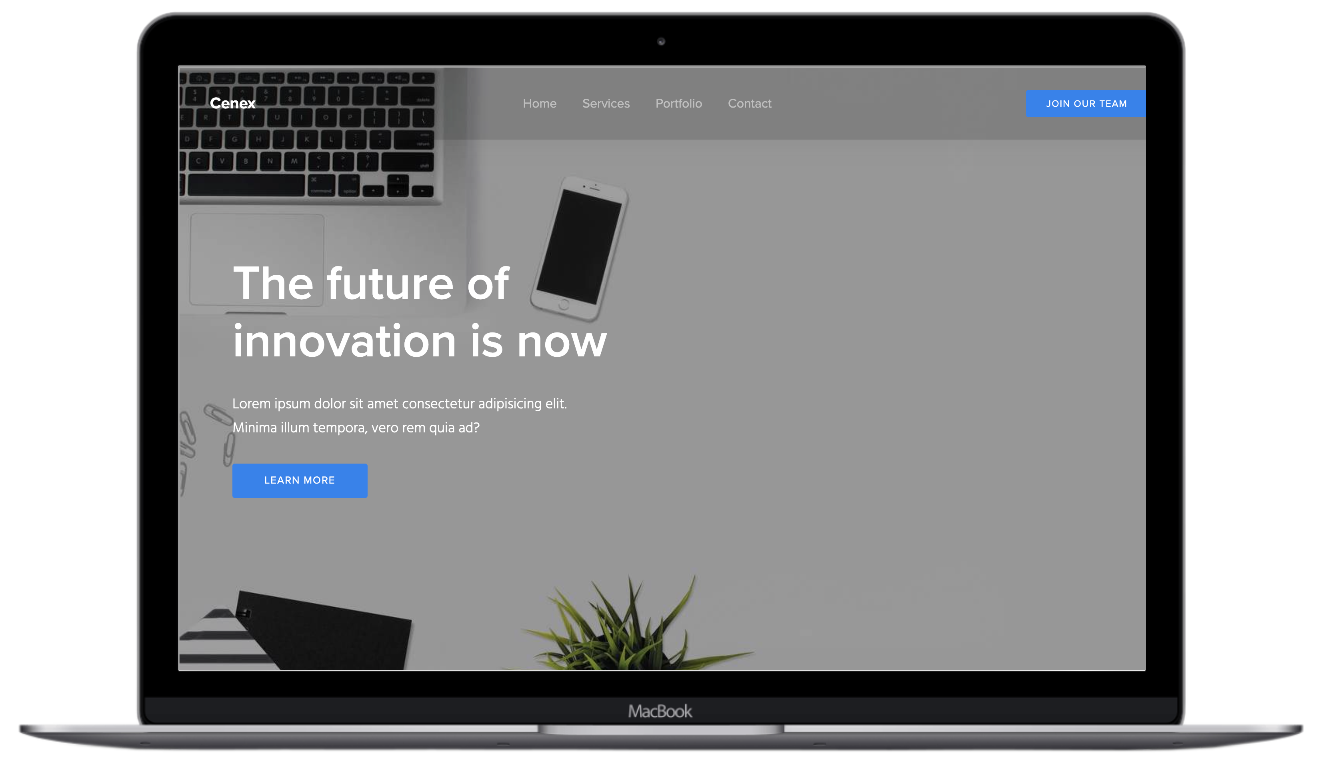 Cenex
Home Services Portfolio Contact
JOIN OUR TEAM
The future of
innovation is now
Lorem ipsum dolor sit amet consectetur adipisicing elit.
Minima illum tempora, vero rem quia ad?
LEARN MORE
MacBook